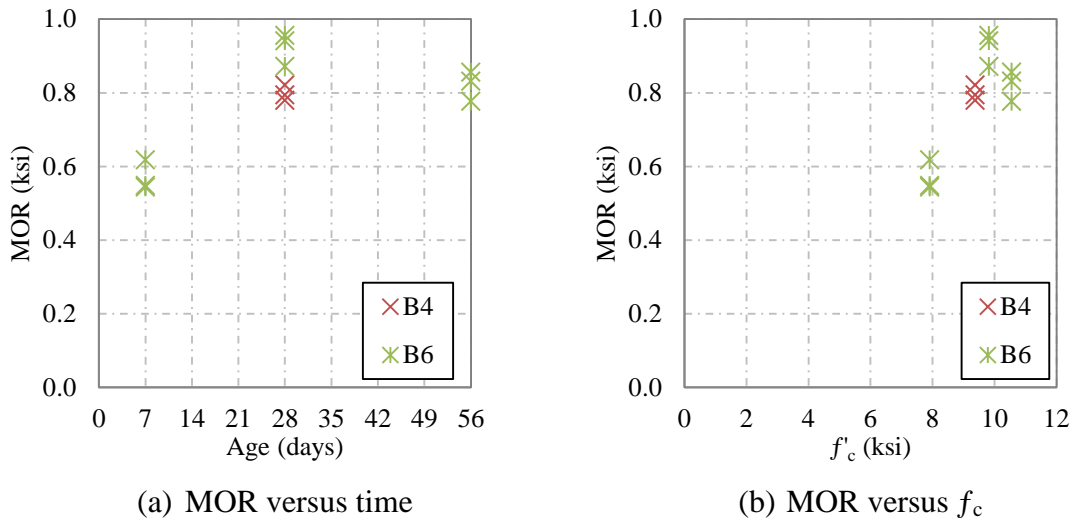 1.0
0.8
0.6
0.4
0.2
0.0
MOR (ksi)
B4
B6
0 7 14 21 28 35 42 49 56
Age (days)
(a) MOR versus time
1.0
0.8
0.6
0.4
0.2
0.0
MOR (ksi)
B4
B6
0 2 4 6 8 10 12
f'c (ksi)
(b) MOR versus fc